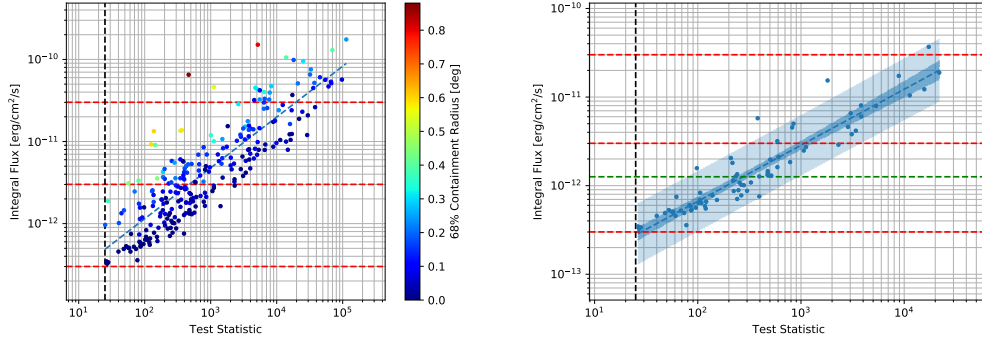 10⁻¹⁰
10⁻¹¹
10⁻¹²
Integral Flux [erg/cm²/s]
10¹ 10² 10³ 10⁴ 10⁵
Test Statistic
0.8
0.7
0.6
0.5
0.4
0.3
0.2
0.1
0.0
68% Containment Radius [deg]
10⁻¹⁰
10⁻¹¹
10⁻¹²
10⁻¹³
Integral Flux [erg/cm²/s]
10¹ 10² 10³ 10⁴
Test Statistic